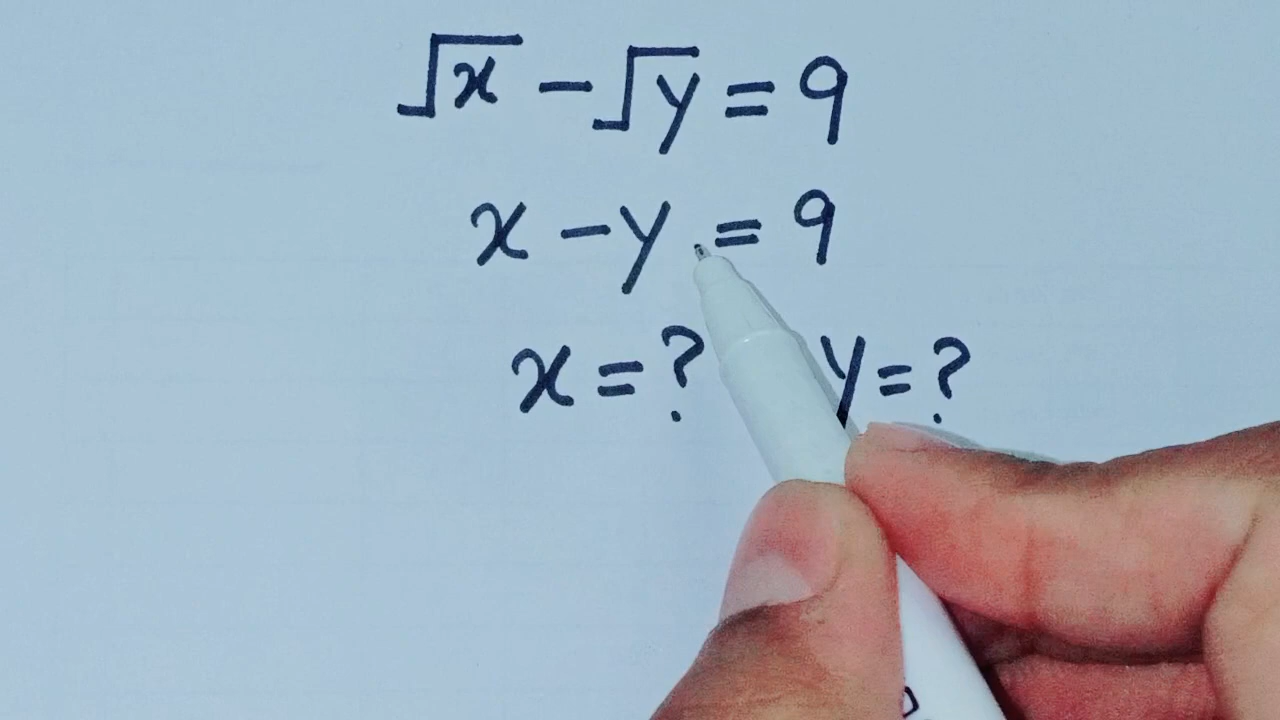 √x - √y = 9
x - y = 9
x = ? y = ?